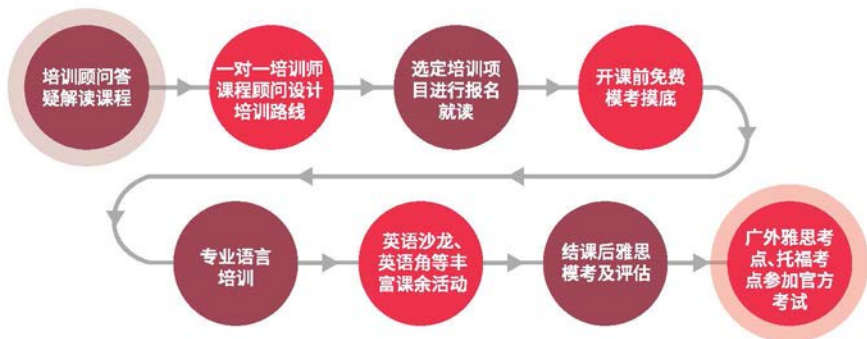 培训顾问答
疑解读课程
一对一培训师
课程顾问设计
培训路线
选定培训项
目进行报名
就读
开课前免费
模考摸底
专业语言
培训
英语沙龙、
英语角等丰
富课余活动
结课后雅思
模考及评估
广外雅思考
点、托福考
点参加官方
考试